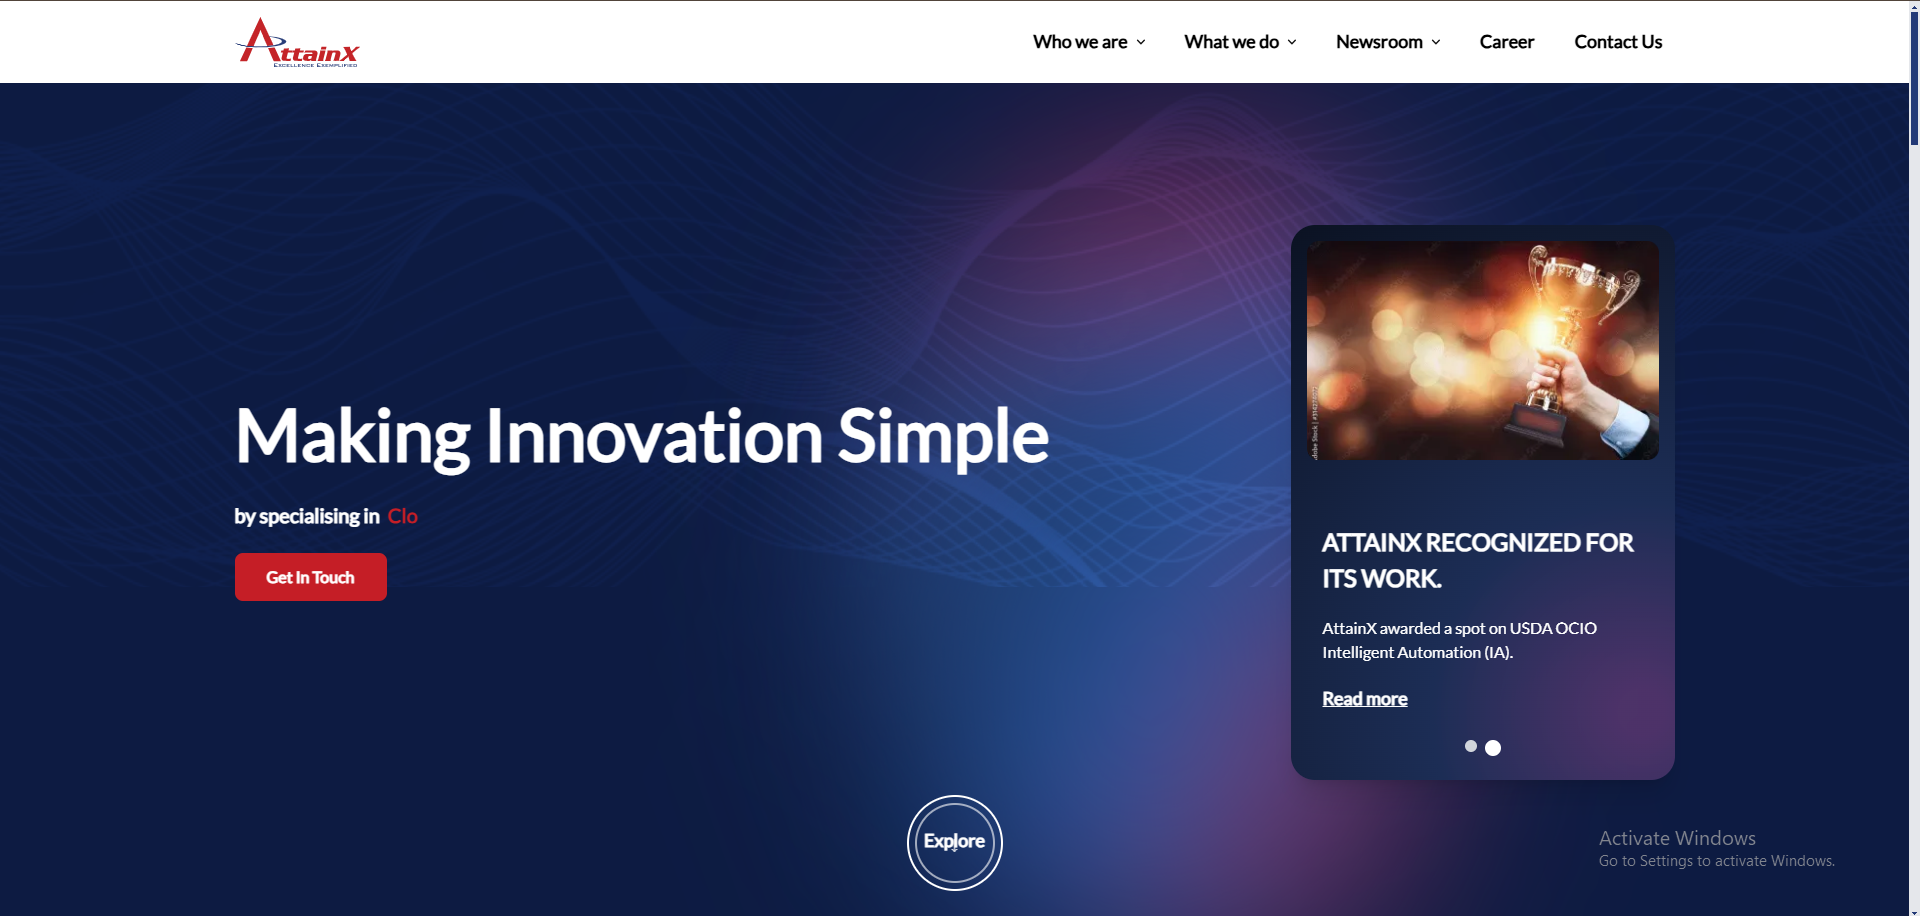 AttainX
Excellence Exemplified
Who we are
What we do
Newsroom
Career
Contact Us
Making Innovation Simple
by specialising in Clo
Get In Touch
ATTAINX RECOGNIZED FOR
ITS WORK.
AttainX awarded a spot on USDA OCIO
Intelligent Automation (IA).
Read more
Explore
Activate Windows
Go to Settings to activate Windows.